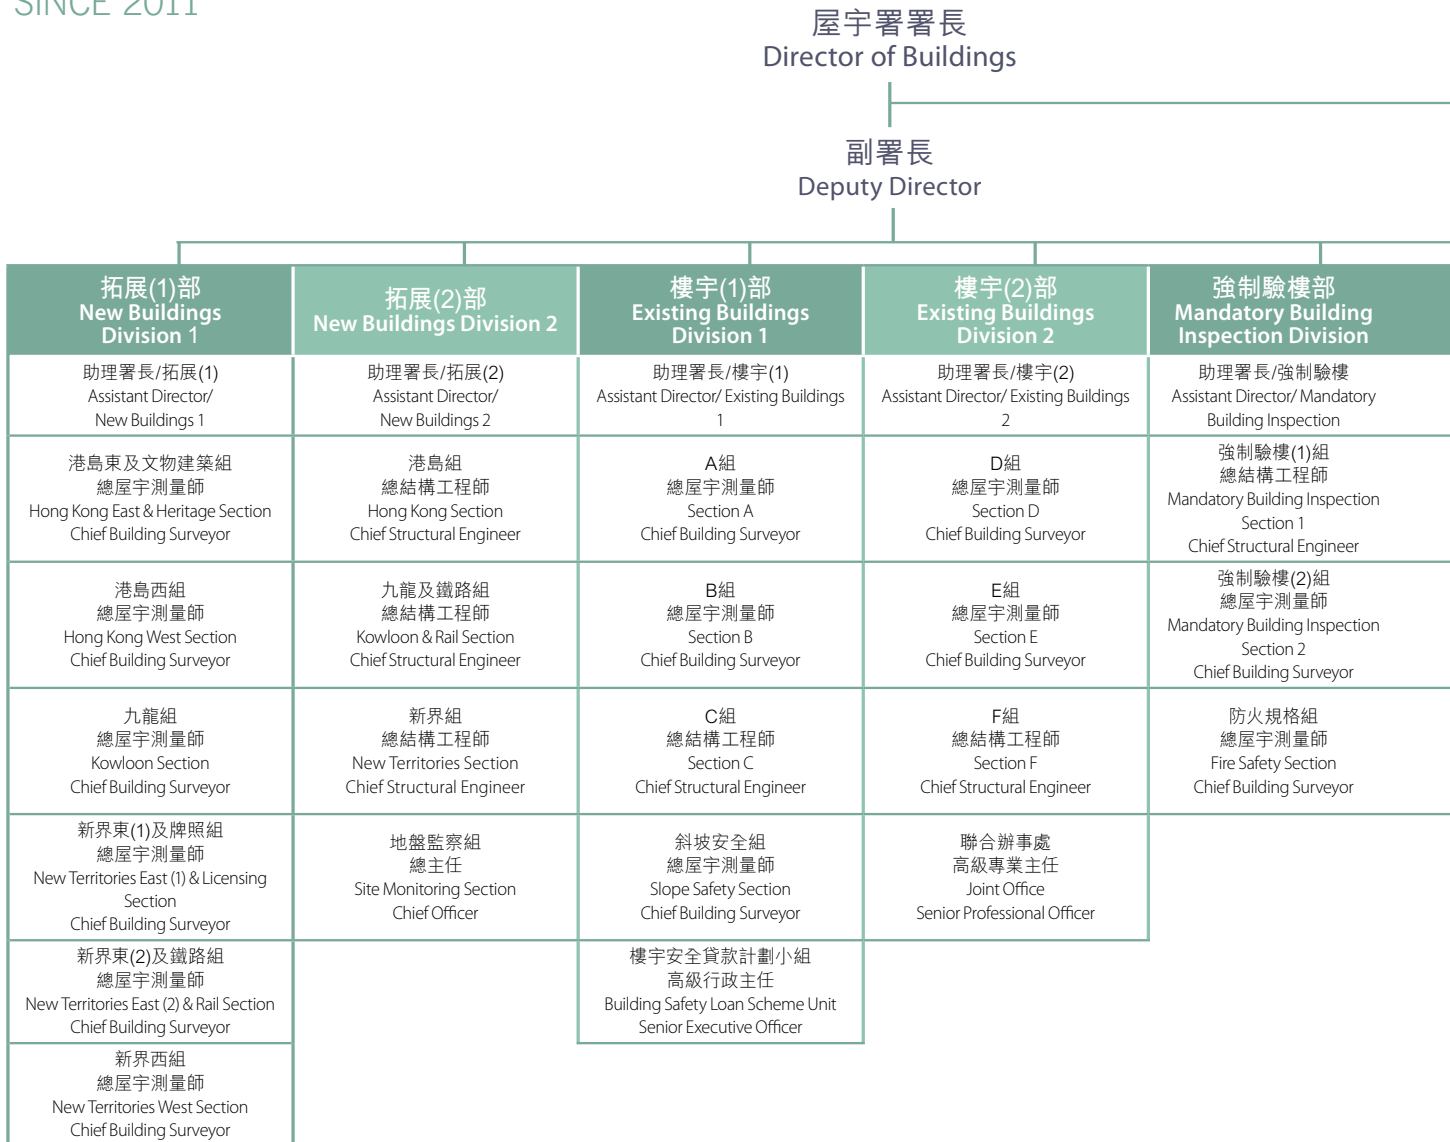 SINCE 2011
屋宇署署長
Director of Buildings
副署長
Deputy Director
拓展(1)部
New Buildings
Division 1
助理署長/拓展(1)
Assistant Director/
New Buildings 1
港島東及文物建築組
總屋宇測量師
Hong Kong East & Heritage Section
Chief Building Surveyor
港島西組
總屋宇測量師
Hong Kong West Section
Chief Building Surveyor
九龍組
總屋宇測量師
Kowloon Section
Chief Building Surveyor
新界東(1)及牌照組
總屋宇測量師
New Territories East (1) & Licensing
Section
Chief Building Surveyor
新界東(2)及鐵路組
總屋宇測量師
New Territories East (2) & Rail Section
Chief Building Surveyor
新界西組
總屋宇測量師
New Territories West Section
Chief Building Surveyor
拓展(2)部
New Buildings Division 2
助理署長/拓展(2)
Assistant Director/
New Buildings 2
港島組
總結構工程師
Hong Kong Section
Chief Structural Engineer
九龍及鐵路組
總結構工程師
Kowloon & Rail Section
Chief Structural Engineer
新界組
總結構工程師
New Territories Section
Chief Structural Engineer
地盤監察組
總主任
Site Monitoring Section
Chief Officer
樓宇(1)部
Existing Buildings
Division 1
助理署長/樓宇(1)
Assistant Director/ Existing Buildings
1
A組
總屋宇測量師
Section A
Chief Building Surveyor
B組
總屋宇測量師
Section B
Chief Building Surveyor
C組
總結構工程師
Section C
Chief Structural Engineer
斜坡安全組
總屋宇測量師
Slope Safety Section
Chief Building Surveyor
樓宇安全貸款計劃小組
高級行政主任
Building Safety Loan Scheme Unit
Senior Executive Officer
樓宇(2)部
Existing Buildings
Division 2
助理署長/樓宇(2)
Assistant Director/ Existing Buildings
2
D組
總屋宇測量師
Section D
Chief Building Surveyor
E組
總屋宇測量師
Section E
Chief Building Surveyor
F組
總結構工程師
Section F
Chief Structural Engineer
聯合辦事處
高級專業主任
Joint Office
Senior Professional Officer
強制驗樓部
Mandatory Building
Inspection Division
助理署長/強制驗樓
Assistant Director/ Mandatory
Building Inspection
強制驗樓(1)組
總結構工程師
Mandatory Building Inspection
Section 1
Chief Structural Engineer
強制驗樓(2)組
總屋宇測量師
Mandatory Building Inspection
Section 2
Chief Building Surveyor
防火規格組
總屋宇測量師
Fire Safety Section
Chief Building Surveyor